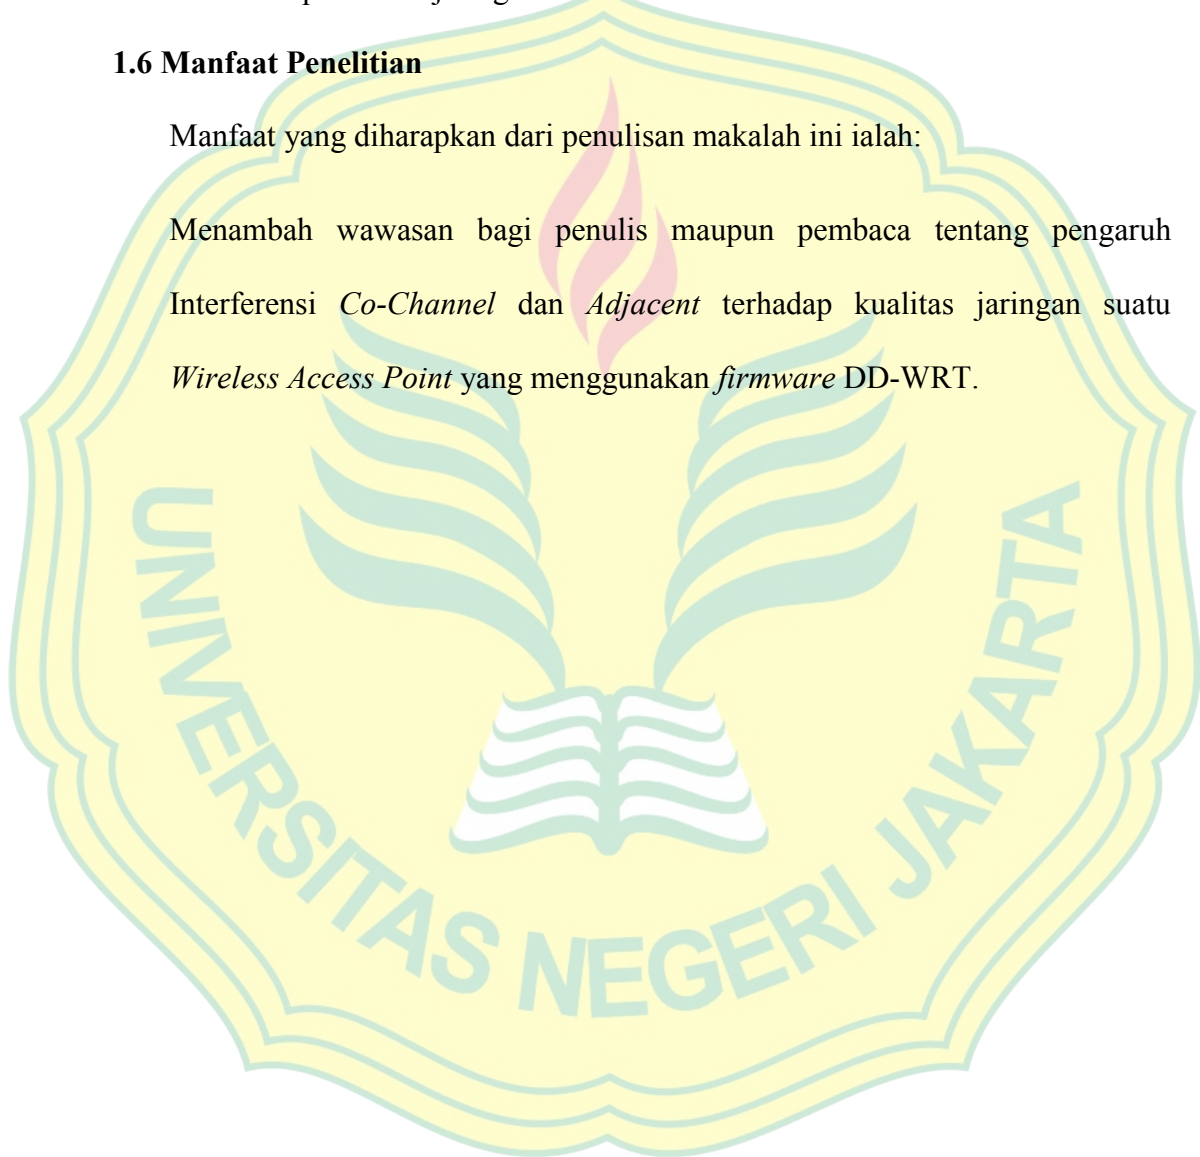 1.6 Manfaat Penelitian
Manfaat yang diharapkan dari penulisan makalah ini ialah:
Menambah wawasan bagi penulis maupun pembaca tentang pengaruh
Interferensi Co-Channel dan Adjacent terhadap kualitas jaringan suatu
Wireless Access Point yang menggunakan firmware DD-WRT.
UNIVERSITAS NEGERI JAKARTA